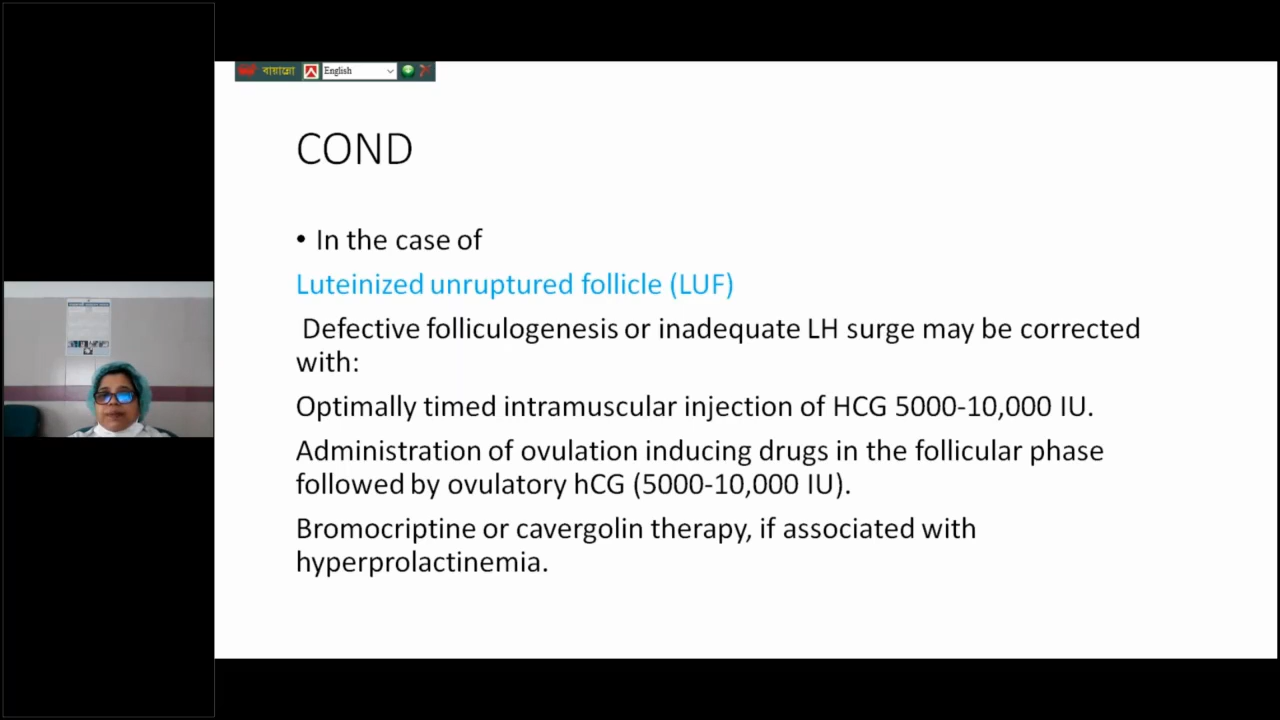 বায়ান্নো English
COND
• In the case of
Luteinized unruptured follicle (LUF)
Defective folliculogenesis or inadequate LH surge may be corrected
with:
Optimally timed intramuscular injection of HCG 5000-10,000 IU.
Administration of ovulation inducing drugs in the follicular phase
followed by ovulatory hCG (5000-10,000 IU).
Bromocriptine or cavergolin therapy, if associated with
hyperprolactinemia.